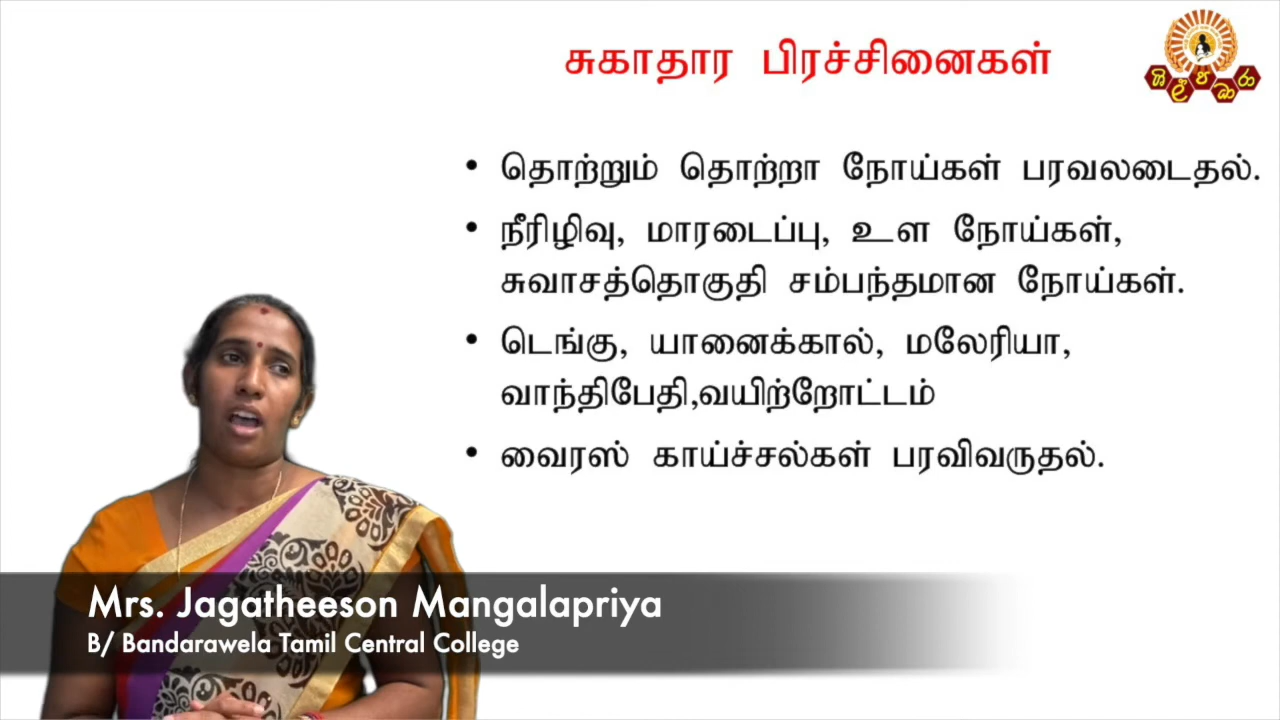 சுகாதார பிரச்சினைகள்
ශිල්පධාරා
• தொற்றும் தொற்றா நோய்கள் பரவலடைதல்.
• நீரிழிவு, மாரடைப்பு, உள நோய்கள்,
சுவாசத்தொகுதி சம்பந்தமான நோய்கள்.
• டெங்கு, யானைக்கால், மலேரியா,
வாந்திபேதி,வயிற்றோட்டம்
• வைரஸ் காய்ச்சல்கள் பரவிவருதல்.
Mrs. Jagatheeson Mangalapriya
B/ Bandarawela Tamil Central College